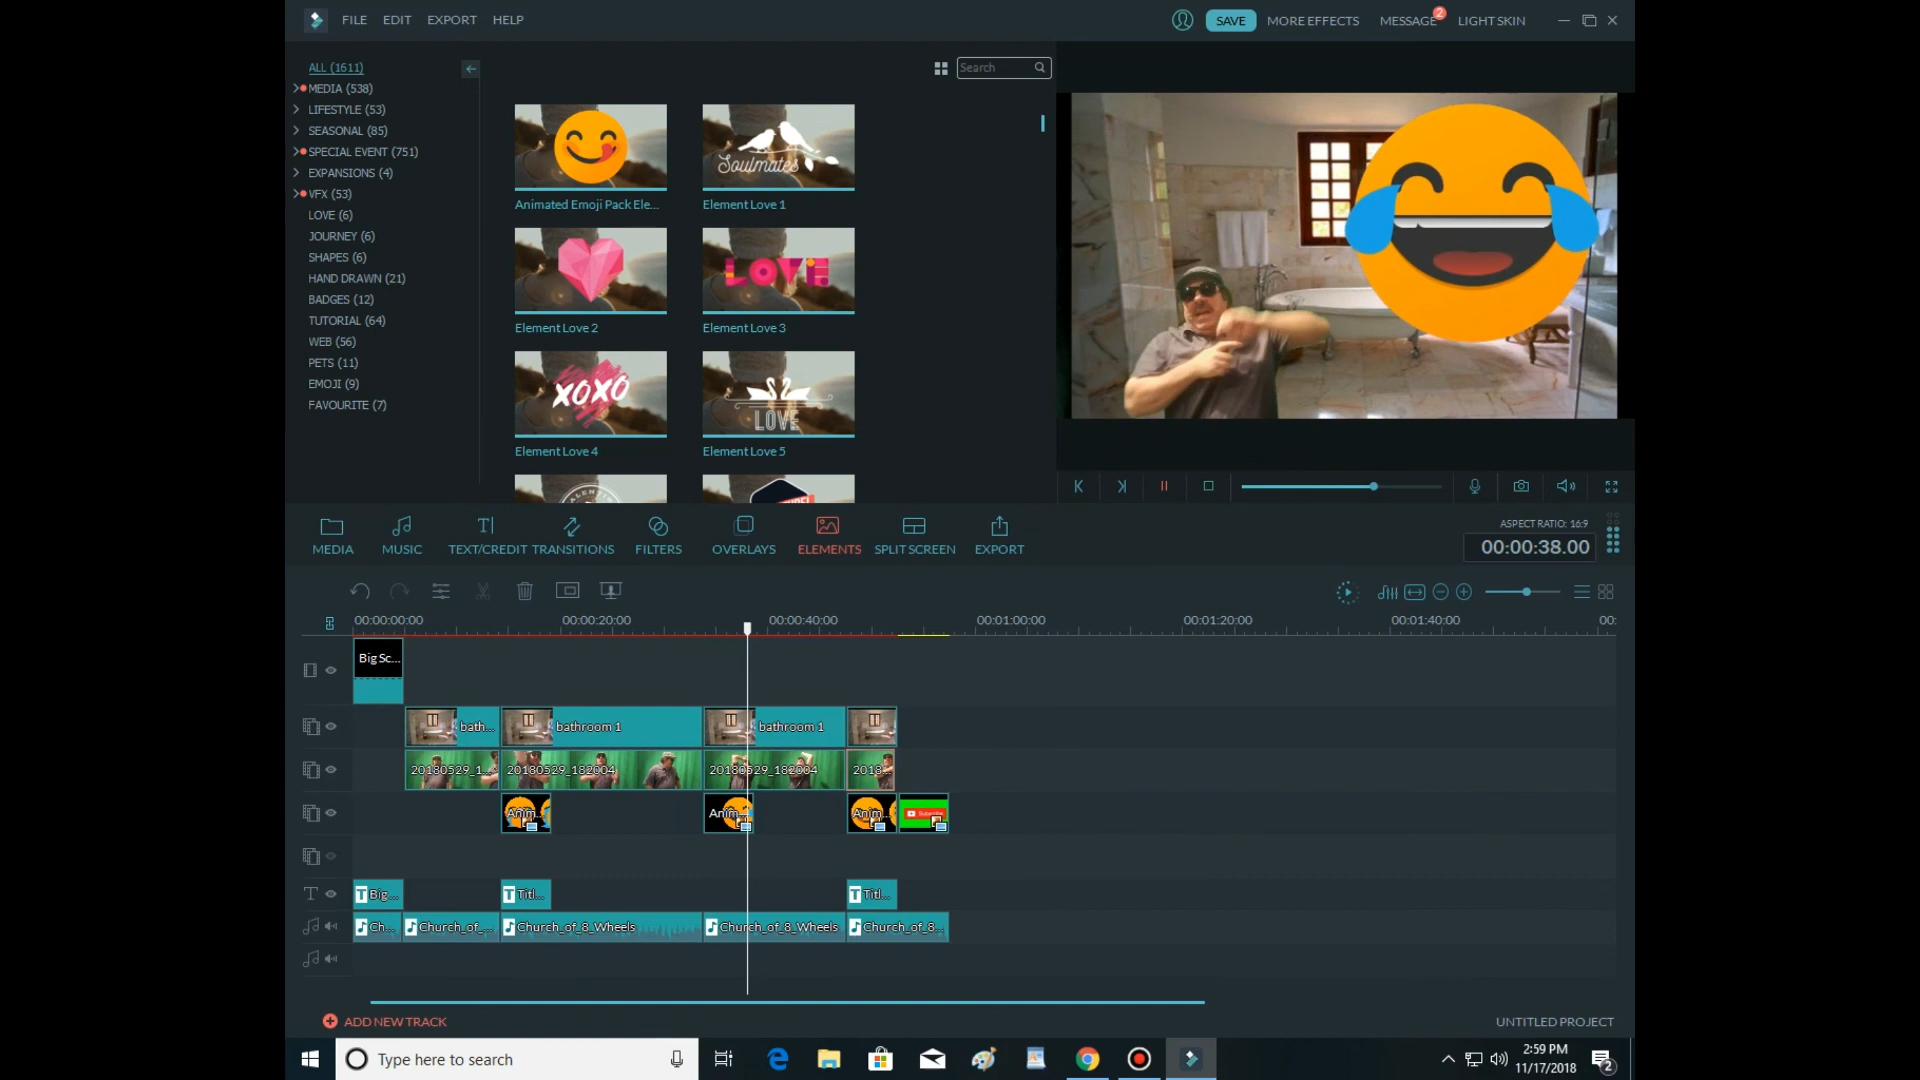 FILE EDIT EXPORT HELP
SAVE MORE EFFECTS MESSAGE 2 LIGHT SKIN
ALL (1611)
MEDIA (538)
LIFESTYLE (53)
SEASONAL (85)
SPECIAL EVENT (751)
EXPANSIONS (4)
VFX (53)
LOVE (6)
JOURNEY (6)
SHAPES (6)
HAND DRAWN (21)
BADGES (12)
TUTORIAL (64)
WEB (56)
PETS (11)
EMOJI (9)
FAVOURITE (7)
Search
Soulmates
Animated Emoji Pack Ele...
Element Love 1
LOVE
Element Love 2
Element Love 3
XOXO
LOVE
Element Love 4
Element Love 5
MEDIA MUSIC TEXT/CREDIT TRANSITIONS FILTERS OVERLAYS ELEMENTS SPLIT SCREEN EXPORT
ASPECT RATIO: 16:9
00:00:38.00
00:00:00:00 00:00:20:00 00:00:40:00 00:01:00:00 00:01:20:00 00:01:40:00 00:
Big Sc...
bath... bathroom 1 bathroom 1
20180529_1... 20180529_182004 20180529_182004 2018...
Anim... Anim... Anim... Subscribe
Big... Titl... Titl...
Ch... Church_of_... Church_of_8_Wheels Church_of_8_Wheels Church_of_8...
ADD NEW TRACK
UNTITLED PROJECT
Type here to search
2:59 PM
11/17/2018
2